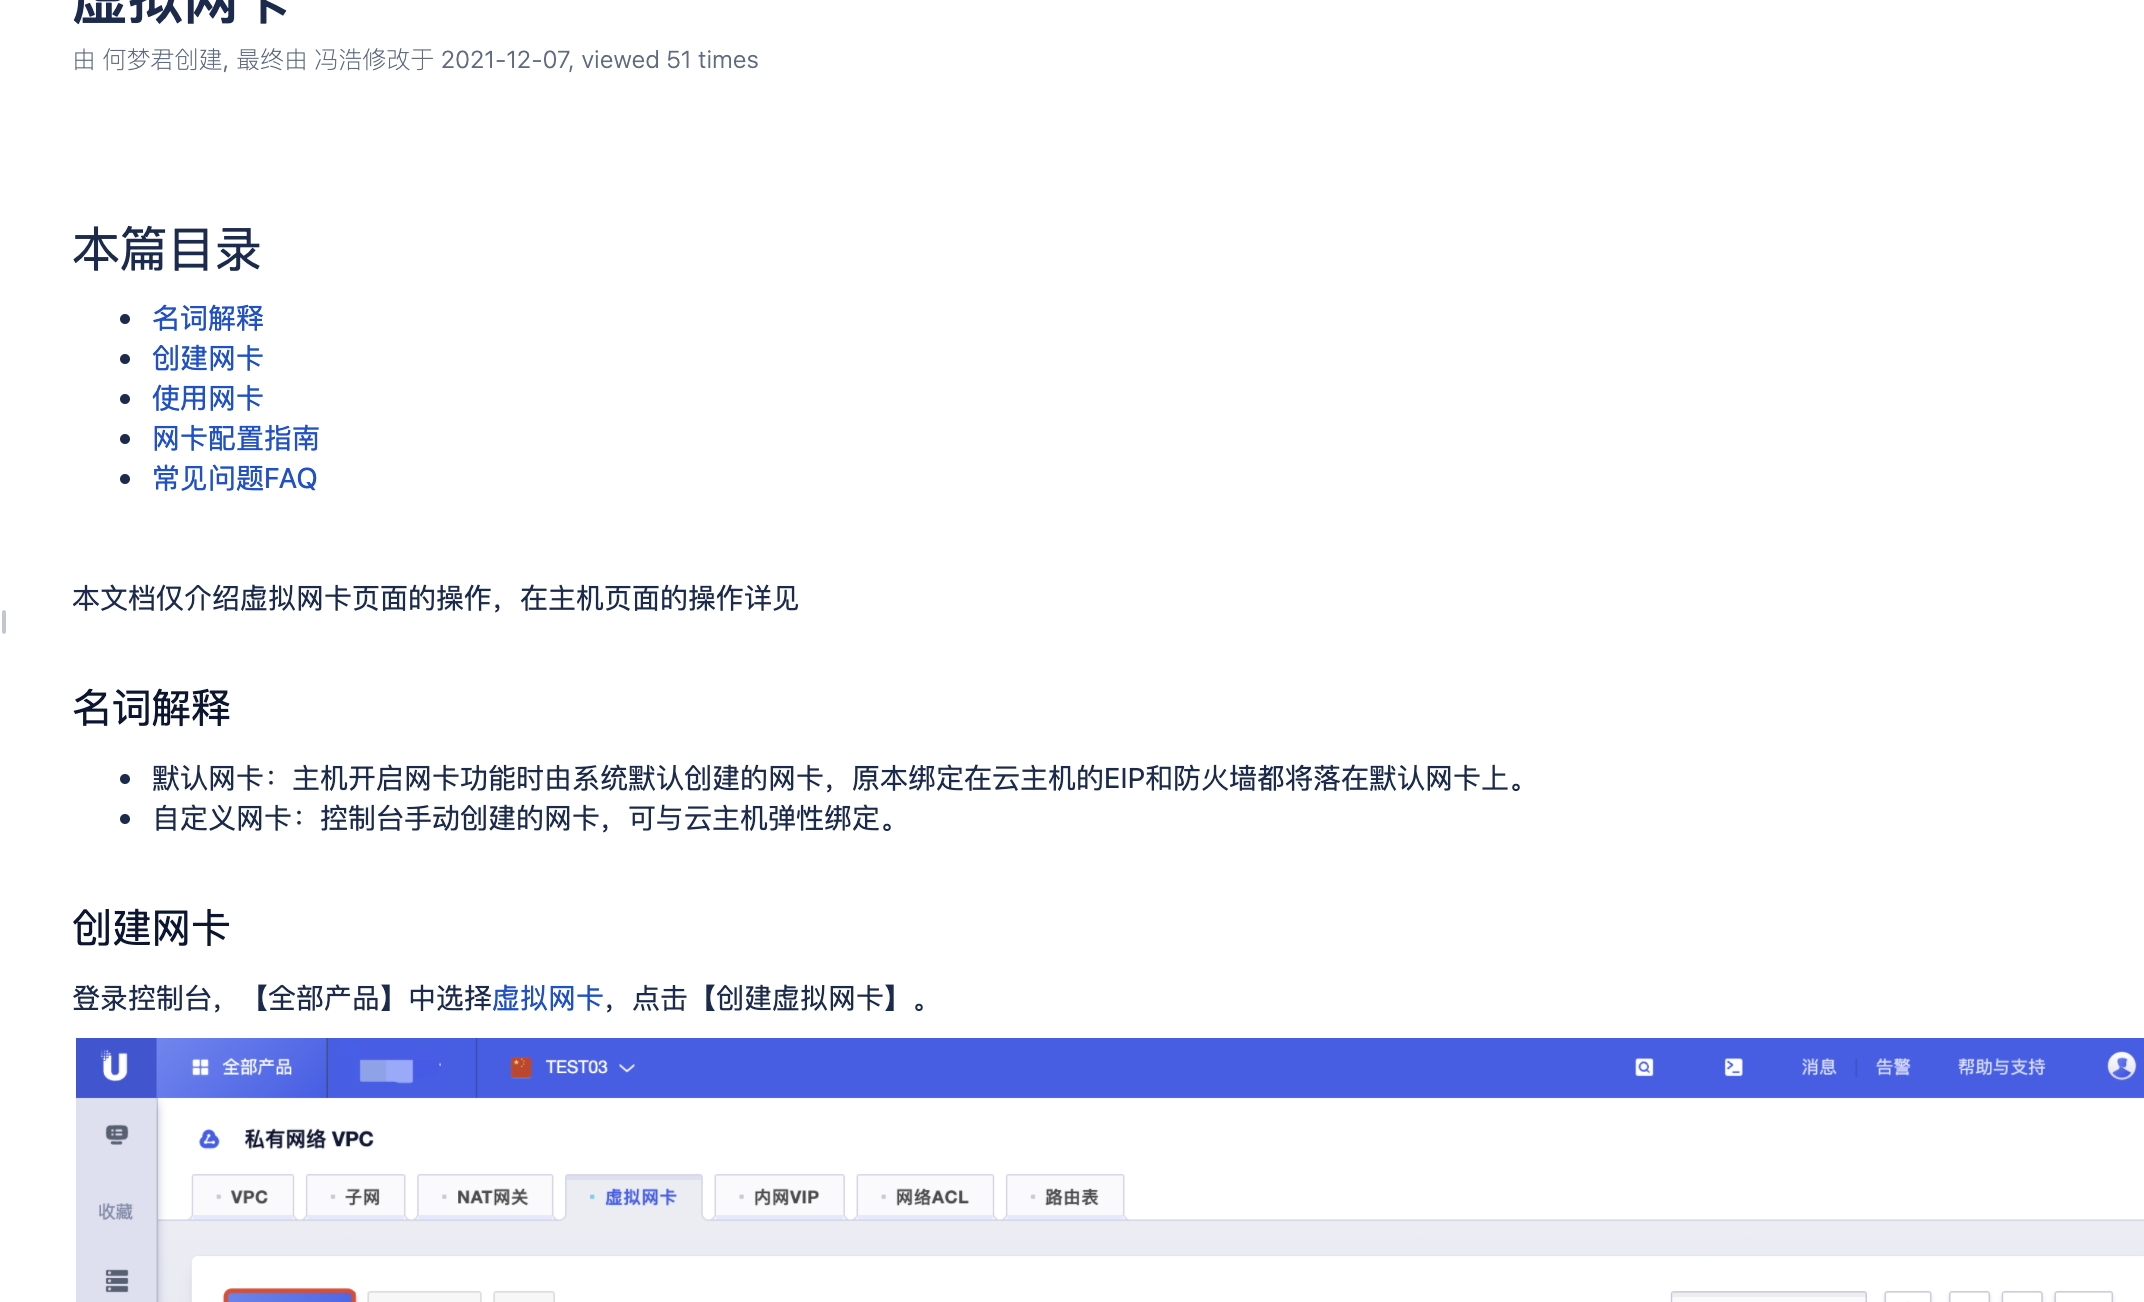 虚拟网卡
由 何梦君创建, 最终由 冯浩修改于 2021-12-07, viewed 51 times
本篇目录
名词解释
创建网卡
使用网卡
网卡配置指南
常见问题FAQ
本文档仅介绍虚拟网卡页面的操作，在主机页面的操作详见
名词解释
默认网卡：主机开启网卡功能时由系统默认创建的网卡，原本绑定在云主机的EIP和防火墙都将落在默认网卡上。
自定义网卡：控制台手动创建的网卡，可与云主机弹性绑定。
创建网卡
登录控制台，【全部产品】中选择虚拟网卡，点击【创建虚拟网卡】。
全部产品 TEST03 消息 告警 帮助与支持
私有网络 VPC
VPC 子网 NAT网关 虚拟网卡 内网VIP 网络ACL 路由表
收藏